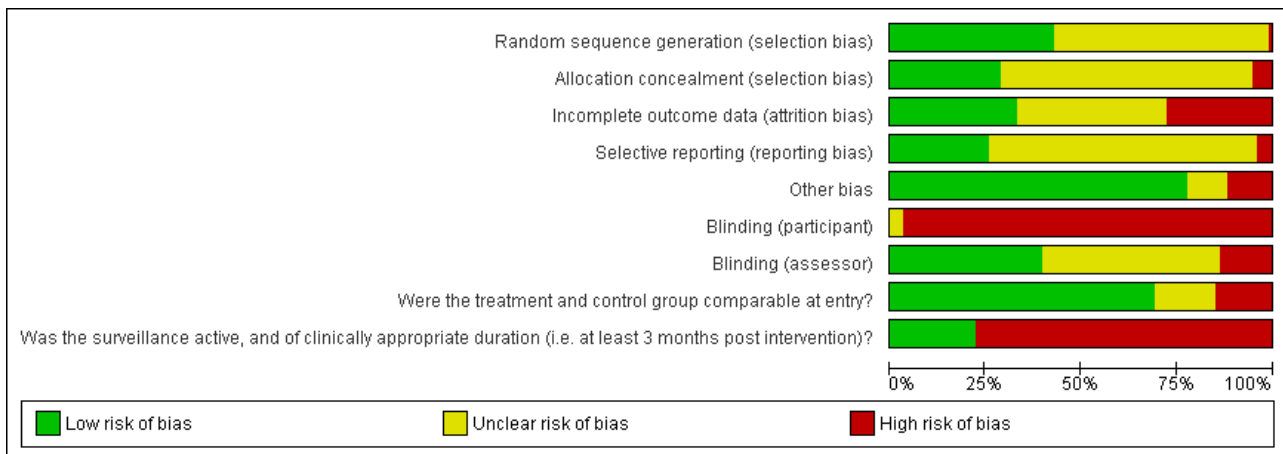 Random sequence generation (selection bias)
Allocation concealment (selection bias)
Incomplete outcome data (attrition bias)
Selective reporting (reporting bias)
Other bias
Blinding (participant)
Blinding (assessor)
Were the treatment and control group comparable at entry?
Was the surveillance active, and of clinically appropriate duration (i.e. at least 3 months post intervention)?
0% 25% 50% 75% 100%
Low risk of bias Unclear risk of bias High risk of bias